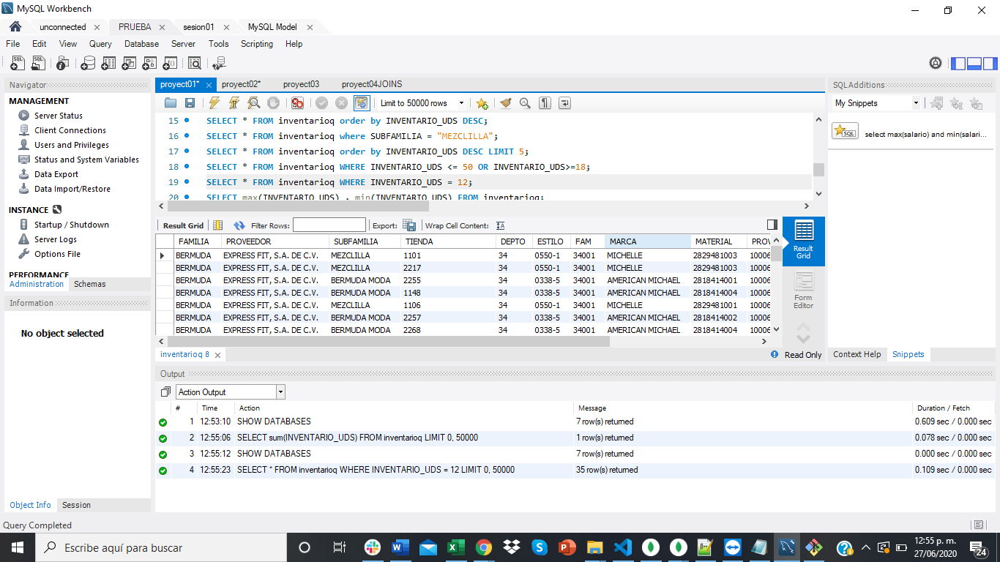 MySQL Workbench
unconnected PRUEBA sesion01 MySQL Model
File Edit View Query Database Server Tools Scripting Help
Navigator
MANAGEMENT
Server Status
Client Connections
Users and Privileges
Status and System Variables
Data Export
Data Import/Restore
INSTANCE
Startup / Shutdown
Server Logs
Options File
PERFORMANCE
Administration Schemas
Information
No object selected
Object Info Session
Query Completed
proyect01* proyect02* proyect03 proyect04JOINS
Limit to 50000 rows
15 SELECT * FROM inventarioq order by INVENTARIO_UDS DESC;
16 SELECT * FROM inventarioq where SUBFAMILIA = "MEZCLILLA";
17 SELECT * FROM inventarioq order by INVENTARIO_UDS DESC LIMIT 5;
18 SELECT * FROM inventarioq WHERE INVENTARIO_UDS <= 50 OR INVENTARIO_UDS>=18;
19 SELECT * FROM inventarioq WHERE INVENTARIO_UDS = 12;
20 SELECT max(INVENTARIO_UDS) , min(INVENTARIO_UDS) FROM inventarioq;
Result Grid Filter Rows: Export: Wrap Cell Content:
FAMILIA PROVEEDOR SUBFAMILIA TIENDA DEPTO ESTILO FAM MARCA MATERIAL PROV
BERMUDA EXPRESS FIT, S.A. DE C.V. MEZCLILLA 1101 34 0550-1 34001 MICHELLE 2829481003 10006
BERMUDA EXPRESS FIT, S.A. DE C.V. MEZCLILLA 2217 34 0550-1 34001 MICHELLE 2829481003 10006
BERMUDA EXPRESS FIT, S.A. DE C.V. BERMUDA MODA 2255 34 0338-5 34001 AMERICAN MICHAEL 2818414001 10006
BERMUDA EXPRESS FIT, S.A. DE C.V. BERMUDA MODA 1148 34 0338-5 34001 AMERICAN MICHAEL 2818414004 10006
BERMUDA EXPRESS FIT, S.A. DE C.V. MEZCLILLA 1106 34 0550-1 34001 MICHELLE 2829481001 10006
BERMUDA EXPRESS FIT, S.A. DE C.V. BERMUDA MODA 2257 34 0338-5 34001 AMERICAN MICHAEL 2818414002 10006
BERMUDA EXPRESS FIT, S.A. DE C.V. BERMUDA MODA 2268 34 0338-5 34001 AMERICAN MICHAEL 2818414004 10006
Result
Grid
Form
Editor
inventarioq 8
Read Only
SQLAdditions
My Snippets
SQL select max(salario) and min(salari...
Context Help Snippets
Output
Action Output
# Time Action Message Duration / Fetch
1 12:53:10 SHOW DATABASES 7 row(s) returned 0.609 sec / 0.000 sec
2 12:55:06 SELECT sum(INVENTARIO_UDS) FROM inventarioq LIMIT 0, 50000 1 row(s) returned 0.078 sec / 0.000 sec
3 12:55:12 SHOW DATABASES 7 row(s) returned 0.000 sec / 0.000 sec
4 12:55:23 SELECT * FROM inventarioq WHERE INVENTARIO_UDS = 12 LIMIT 0, 50000 35 row(s) returned 0.109 sec / 0.000 sec
Escribe aquí para buscar
12:55 p. m.
27/06/2020
24